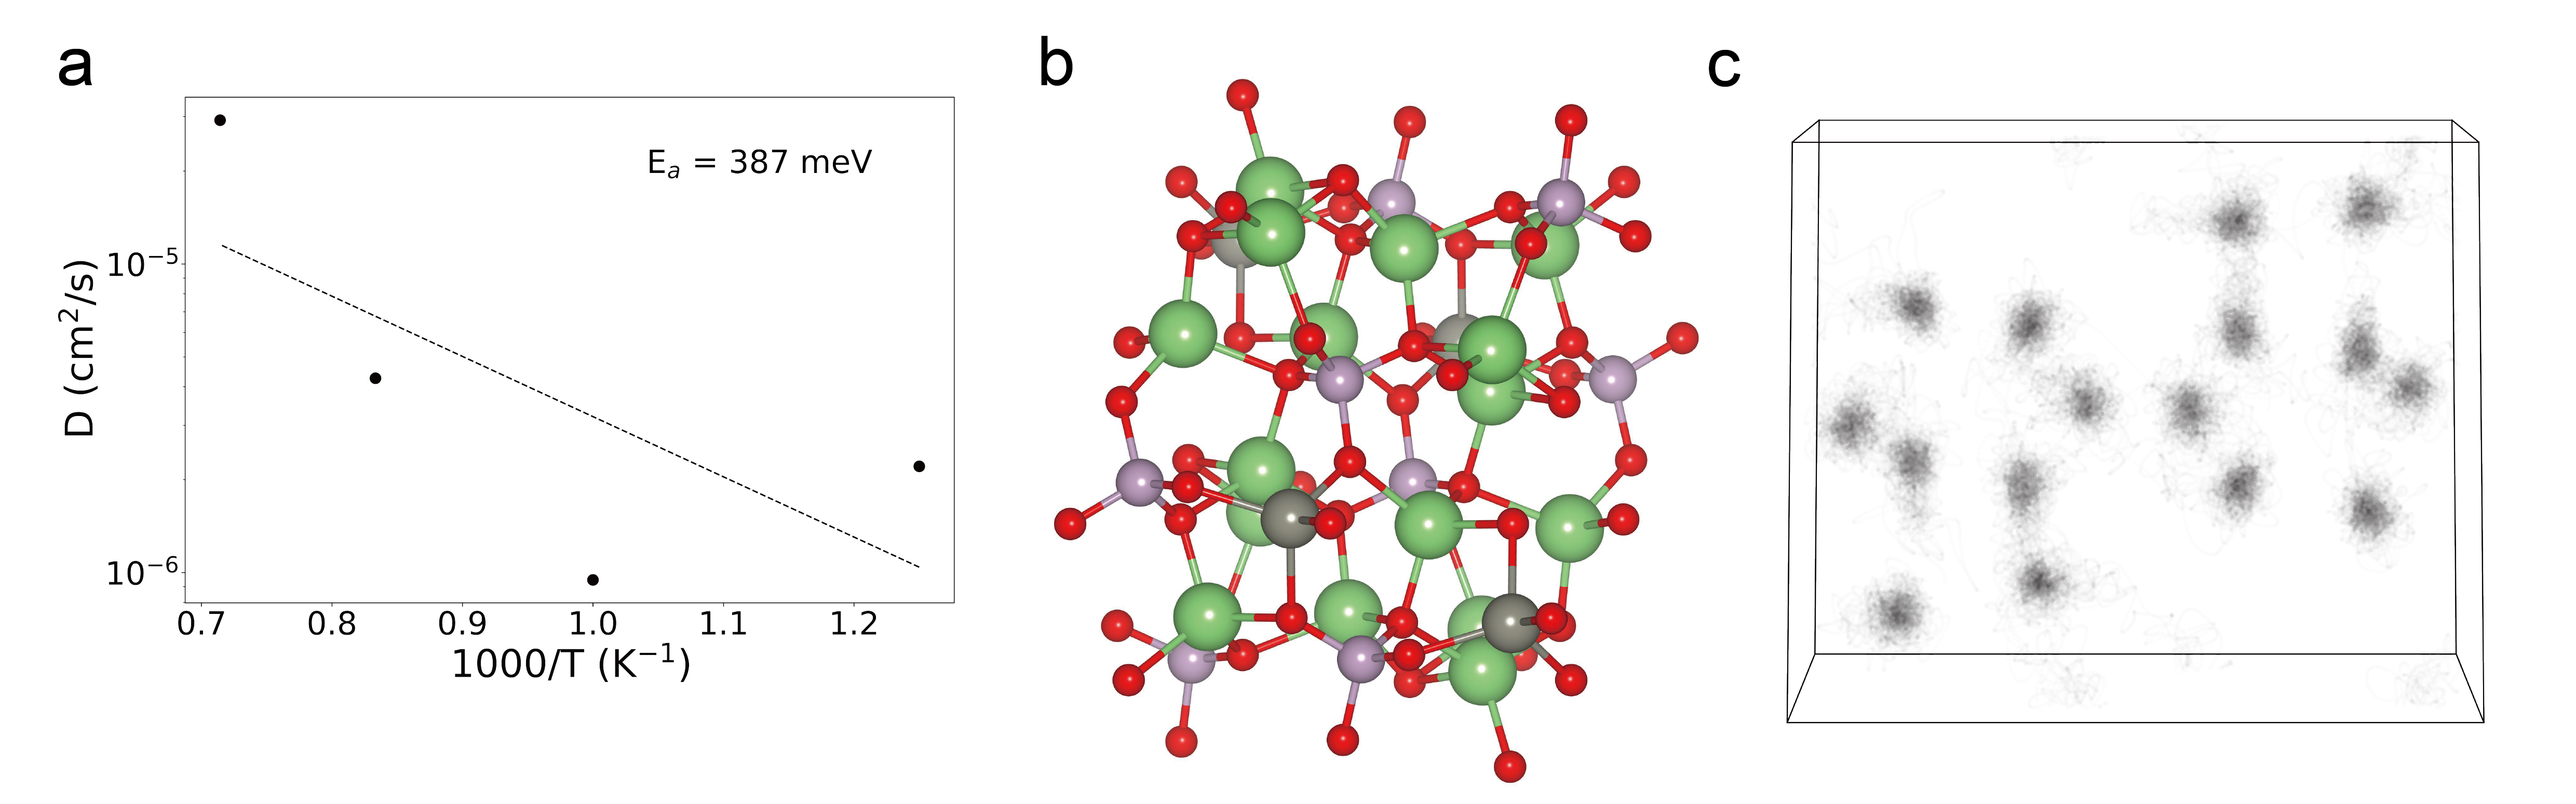 a
b
c
Eₐ = 387 meV
D (cm²/s)
10⁻⁵
10⁻⁶
0.7 0.8 0.9 1.0 1.1 1.2
1000/T (K⁻¹)